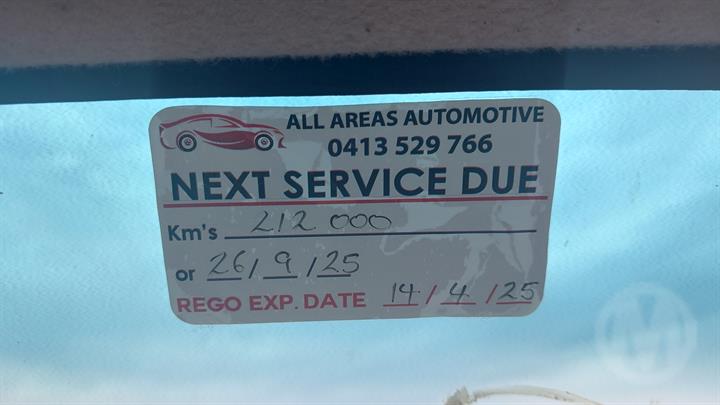 ALL AREAS AUTOMOTIVE
0413 529 766
NEXT SERVICE DUE
Km's 212 000
or 26/9/25
REGO EXP. DATE 14/4/25
M